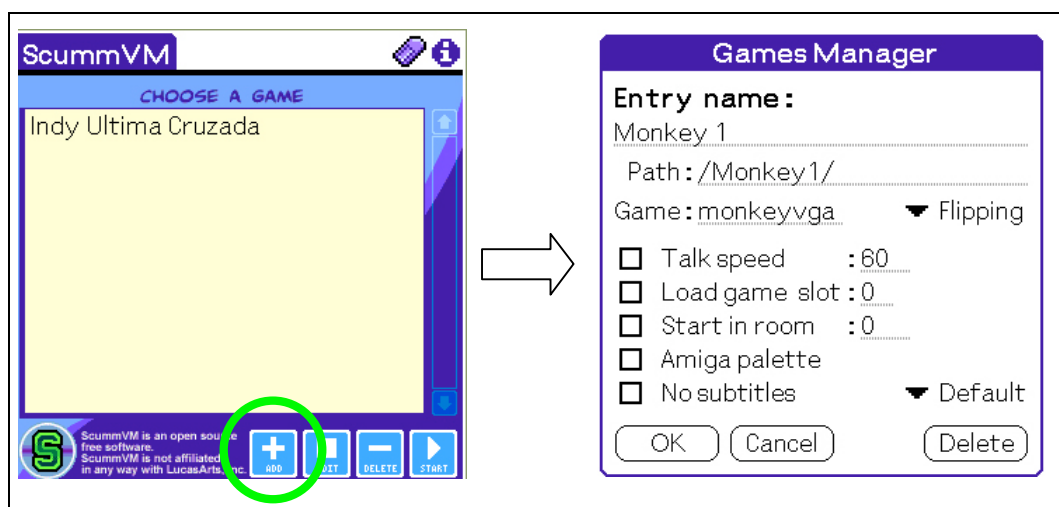 ScummVM
CHOOSE A GAME
Indy Ultima Cruzada
ScummVM is an open source
free software.
ScummVM is not affiliated
in any way with LucasArts, Inc.
ADD
EDIT
DELETE
START
Games Manager
Entry name:
Monkey 1
Path: /Monkey1/
Game: monkeyvga Flipping
Talk speed :60
Load game slot :0
Start in room :0
Amiga palette
No subtitles Default
OK Cancel Delete